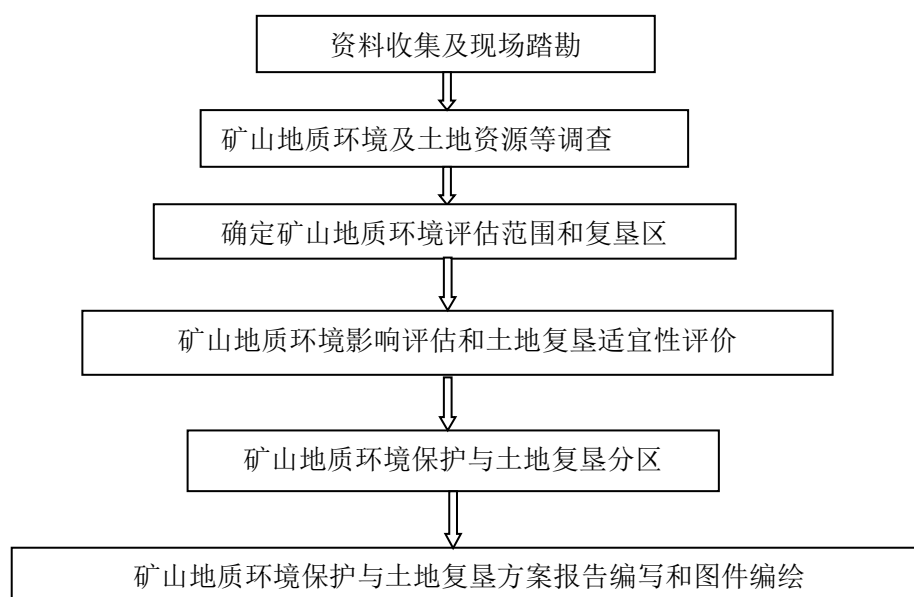 资料收集及现场踏勘
矿山地质环境及土地资源等调查
确定矿山地质环境评估范围和复垦区
矿山地质环境影响评估和土地复垦适宜性评价
矿山地质环境保护与土地复垦分区
矿山地质环境保护与土地复垦方案报告编写和图件编绘